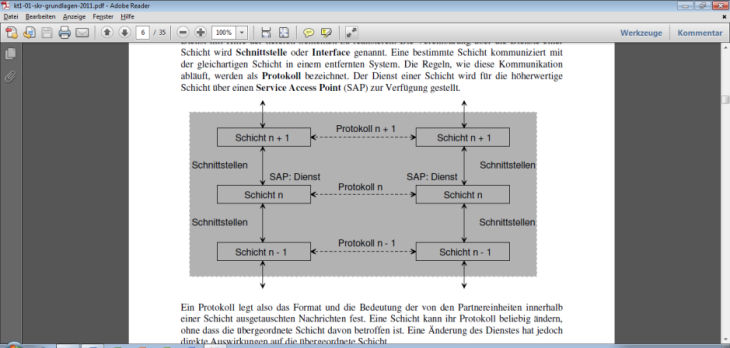 kt1-01-skr-grundlagen-2011.pdf - Adobe Reader
Datei Bearbeiten Anzeige Fenster Hilfe
6 / 35 100% Werkzeuge Kommentar
Schicht wird Schnittstelle oder Interface genannt. Eine bestimmte Schicht kommuniziert mit
der gleichartigen Schicht in einem entfernten System. Die Regeln, wie diese Kommunikation
abläuft, werden als Protokoll bezeichnet. Der Dienst einer Schicht wird für die höherwertige
Schicht über einen Service Access Point (SAP) zur Verfügung gestellt.
Schicht n + 1 Protokoll n + 1 Schicht n + 1
Schnittstellen Schnittstellen
SAP: Dienst SAP: Dienst
Schicht n Protokoll n Schicht n
Schnittstellen Schnittstellen
Schicht n - 1 Protokoll n - 1 Schicht n - 1
Ein Protokoll legt also das Format und die Bedeutung der von den Partnereinheiten innerhalb
einer Schicht ausgetauschten Nachrichten fest. Eine Schicht kann ihr Protokoll beliebig ändern,
ohne dass die übergeordnete Schicht davon betroffen ist. Eine Änderung des Dienstes hat jedoch
direkte Auswirkungen auf die übergeordnete Schicht